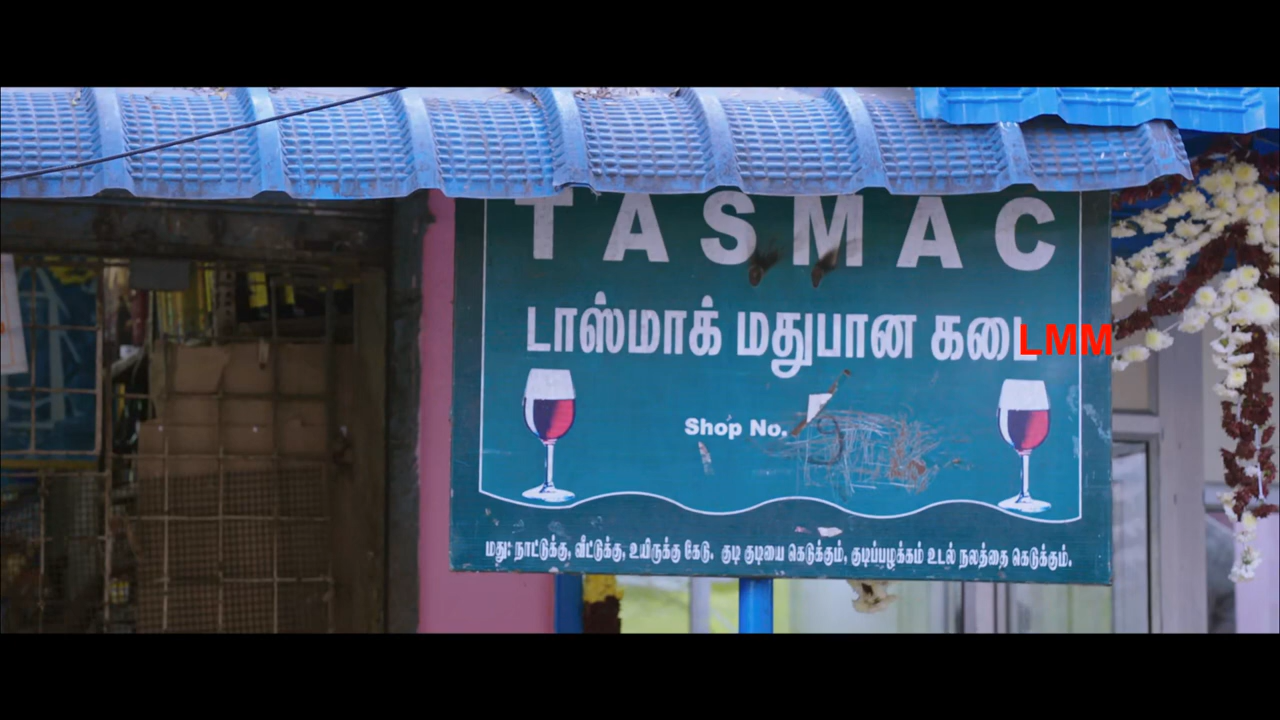 TASMAC
டாஸ்மாக் மதுபான கடை
LMM
Shop No.
மது: நாட்டுக்கு, வீட்டுக்கு, உயிருக்கு கேடு. குடி குடியை கெடுக்கும், குடிப்பழக்கம் உடல் நலத்தை கெடுக்கும்.